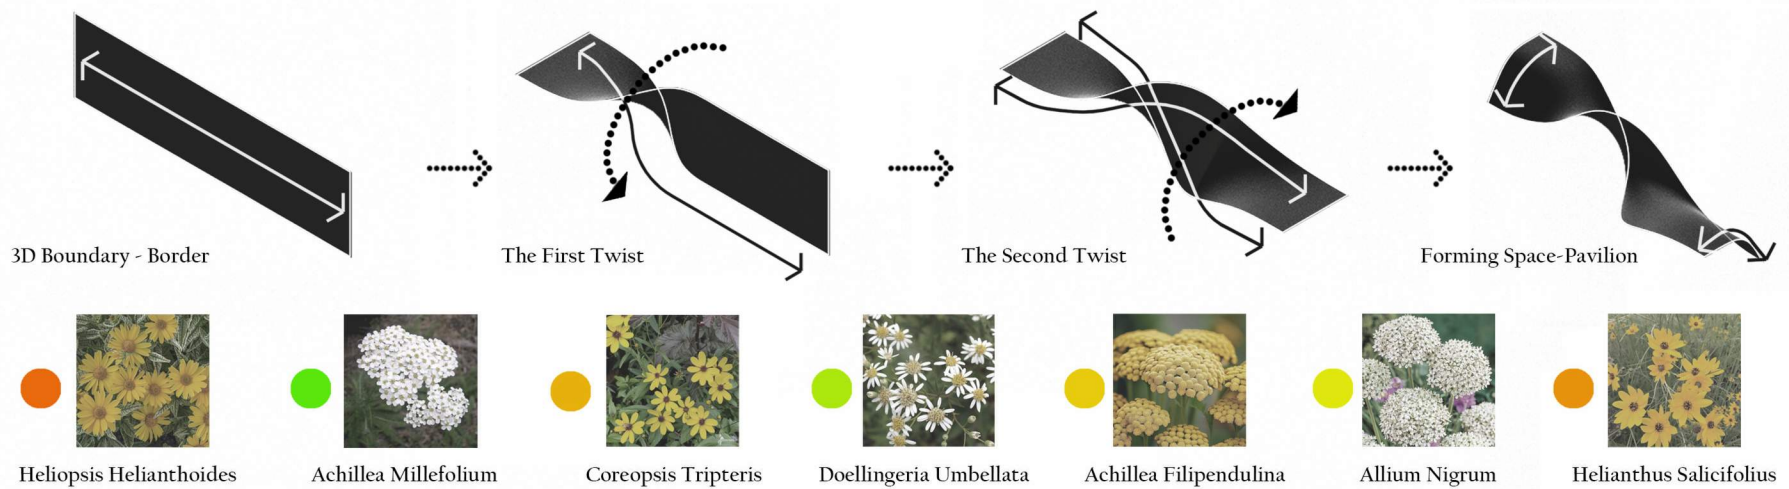 3D Boundary - Border
The First Twist
The Second Twist
Forming Space-Pavilion
Heliopsis Helianthoides
Achillea Millefolium
Coreopsis Tripteris
Doellingeria Umbellata
Achillea Filipendulina
Allium Nigrum
Helianthus Salicifolius